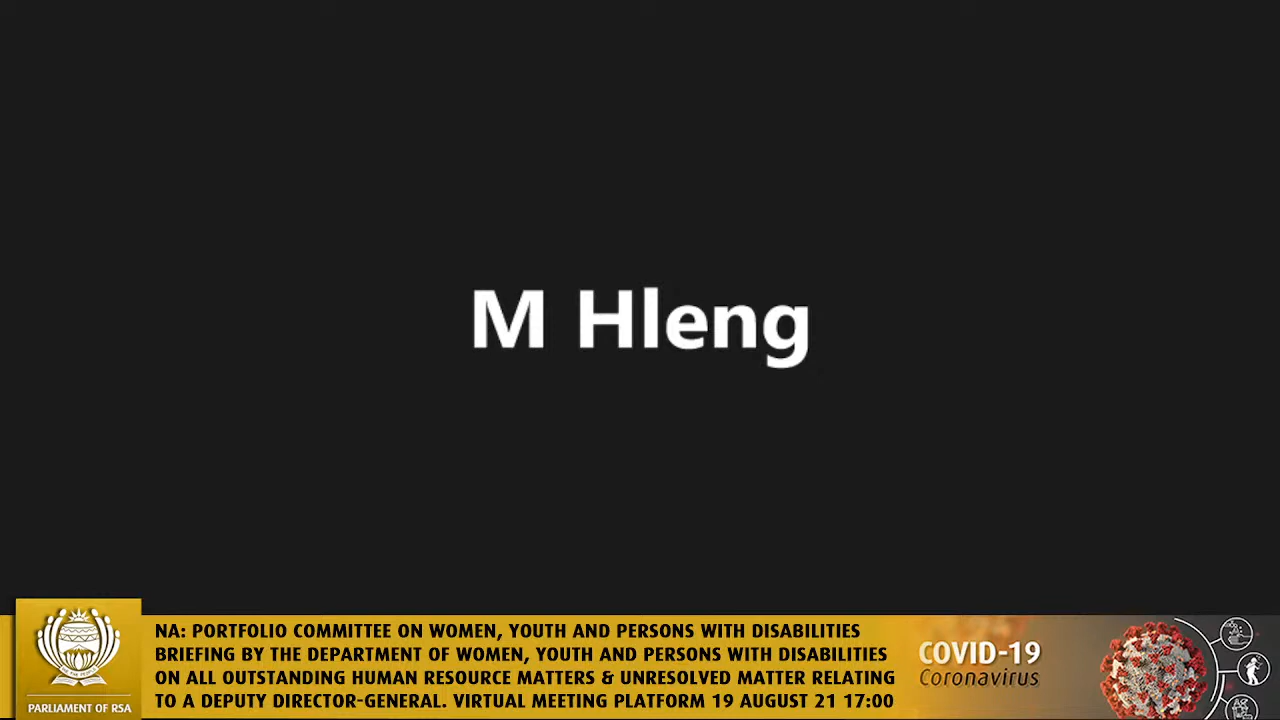 M Hleng
NA: PORTFOLIO COMMITTEE ON WOMEN, YOUTH AND PERSONS WITH DISABILITIES
BRIEFING BY THE DEPARTMENT OF WOMEN, YOUTH AND PERSONS WITH DISABILITIES
ON ALL OUTSTANDING HUMAN RESOURCE MATTERS & UNRESOLVED MATTER RELATING
TO A DEPUTY DIRECTOR-GENERAL. VIRTUAL MEETING PLATFORM 19 AUGUST 21 17:00
PARLIAMENT OF RSA
COVID-19
Coronavirus